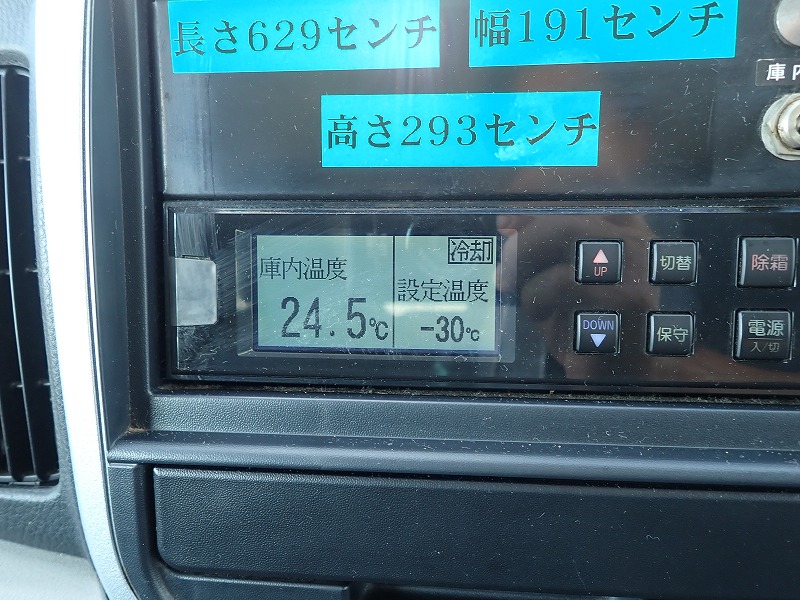 長さ629センチ
幅191センチ
高さ293センチ
庫内
冷却
庫内温度
設定温度
24.5℃
-30℃
UP
切替
除霜
DOWN
保守
電源
入/切